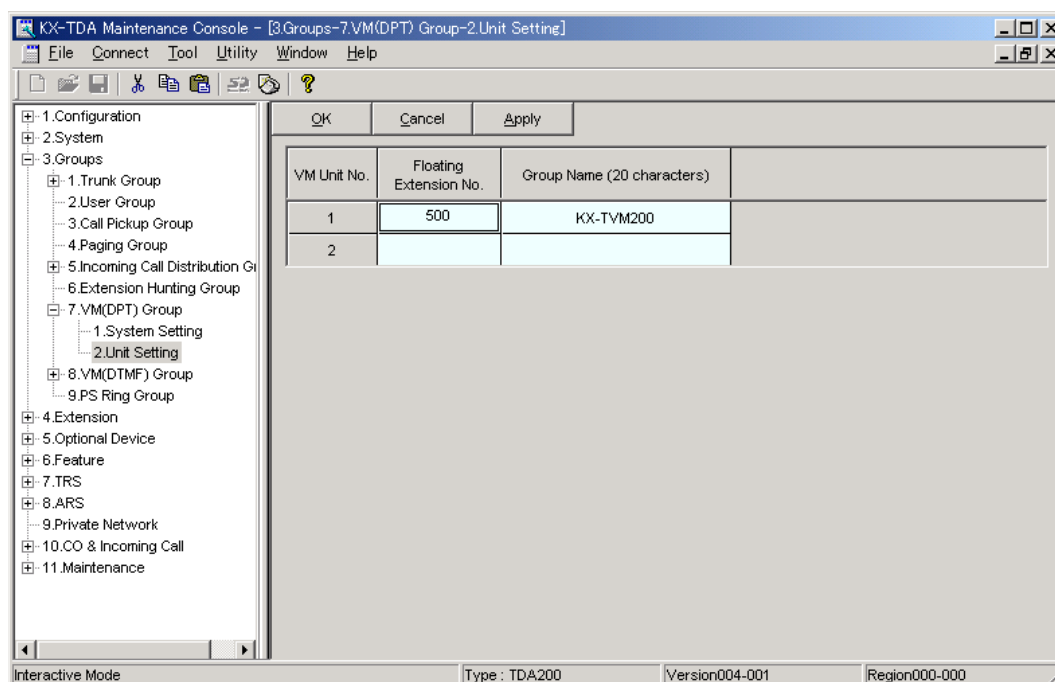 KX-TDA Maintenance Console - [3.Groups-7.VM(DPT) Group-2.Unit Setting]
File Connect Tool Utility Window Help
1.Configuration
2.System
3.Groups
1.Trunk Group
2.User Group
3.Call Pickup Group
4.Paging Group
5.Incoming Call Distribution Gr
6.Extension Hunting Group
7.VM(DPT) Group
1.System Setting
2.Unit Setting
8.VM(DTMF) Group
9.PS Ring Group
4.Extension
5.Optional Device
6.Feature
7.TRS
8.ARS
9.Private Network
10.CO & Incoming Call
11.Maintenance
OK Cancel Apply
VM Unit No. Floating Extension No. Group Name (20 characters)
1 500 KX-TVM200
2
Interactive Mode Type : TDA200 Version004-001 Region000-000